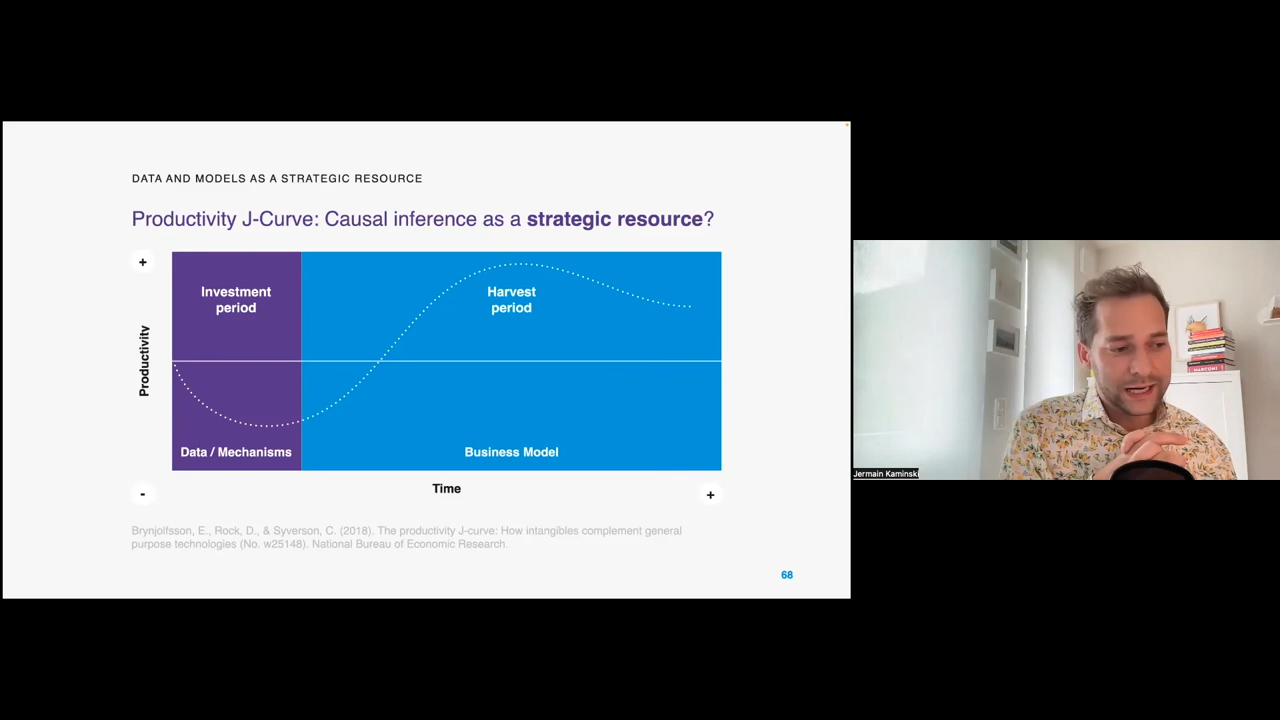 DATA AND MODELS AS A STRATEGIC RESOURCE
Productivity J-Curve: Causal inference as a strategic resource?
+
Investment
period
Harvest
period
Productivity
Data / Mechanisms
Business Model
-
Time
+
Brynjolfsson, E., Rock, D., & Syverson, C. (2018). The productivity J-curve: How intangibles complement general
purpose technologies (No. w25148). National Bureau of Economic Research.
68
MARCONI
Jermain Kaminski